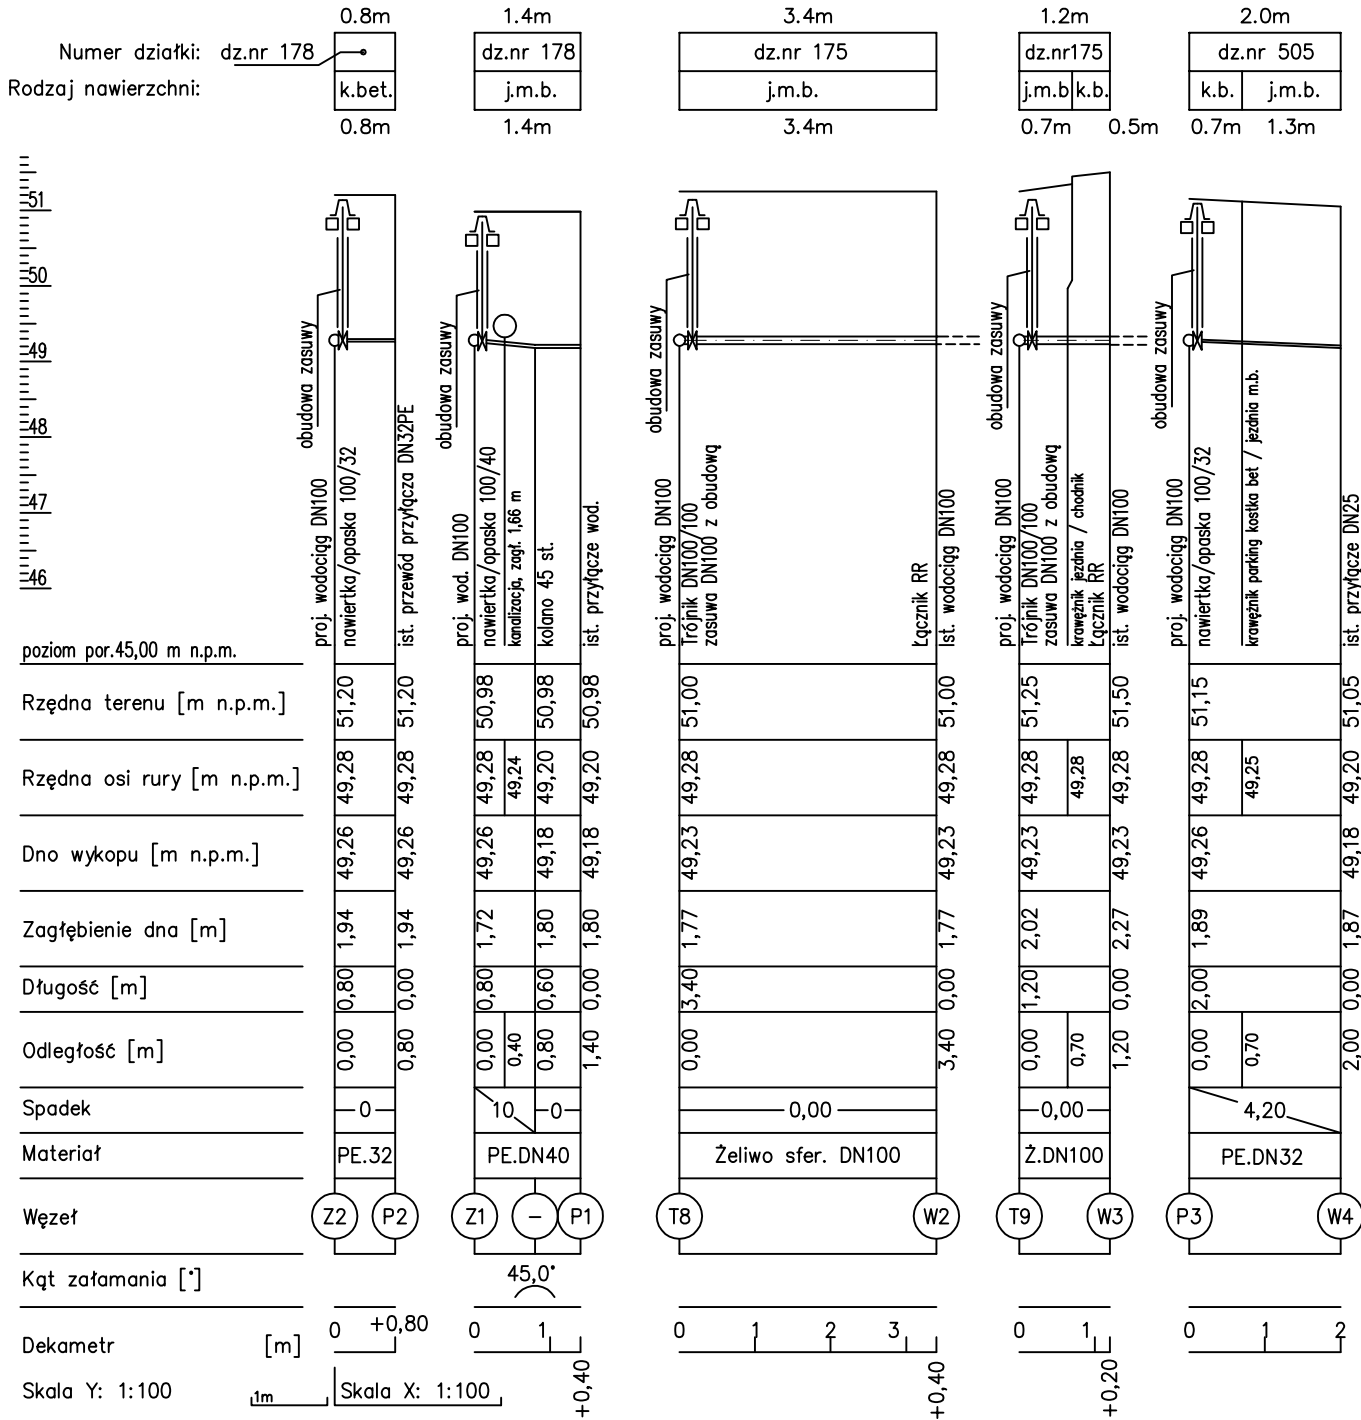 0.8m 1.4m 3.4m 1.2m 2.0m
Numer działki: dz.nr 178 dz.nr 178 dz.nr 175 dz.nr175 dz.nr 505
Rodzaj nawierzchni: k.bet. j.m.b. j.m.b. j.m.b k.b. k.b. j.m.b.
0.8m 1.4m 3.4m 0.7m 0.5m 0.7m 1.3m
51
50
49
48
47
46
obudowa zasuwy
proj. wodociąg DN100
nawiertka/opaska 100/32
ist. przewód przyłącza DN32PE
obudowa zasuwy
proj. wod. DN100
nawiertka/opaska 100/40
kanalizacja, zagł. 1,66 m
kolano 45 st.
ist. przyłącze wod.
obudowa zasuwy
proj. wodociąg DN100
Trójnik DN100/100
zasuwa DN100 z obudową
Łącznik RR
Ist. wodociąg DN100
obudowa zasuwy
proj. wodociąg DN100
Trójnik DN100/100
zasuwa DN100 z obudową
krawężnik jezdnia / chodnik
Łącznik RR
ist. wodociąg DN100
obudowa zasuwy
proj. wodociąg DN100
nawiertka/opaska 100/32
krawężnik parking kostka bet / jezdnia m.b.
ist. przyłącze DN25
poziom por.45,00 m n.p.m.
Rzędna terenu [m n.p.m.] 51,20 51,20 50,98 50,98 50,98 51,00 51,00 51,25 51,50 51,15 51,05
Rzędna osi rury [m n.p.m.] 49,28 49,28 49,28 49,24 49,20 49,20 49,28 49,28 49,28 49,28 49,28 49,28 49,25 49,20
Dno wykopu [m n.p.m.] 49,26 49,26 49,26 49,18 49,18 49,23 49,23 49,23 49,23 49,26 49,18
Zagłębienie dna [m] 1,94 1,94 1,72 1,80 1,80 1,77 1,77 2,02 2,27 1,89 1,87
Długość [m] 0,80 0,00 0,80 0,60 0,00 3,40 0,00 1,20 0,00 2,00 0,00
Odległość [m] 0,00 0,80 0,00 0,40 0,80 1,40 0,00 3,40 0,00 0,70 1,20 0,00 0,70 2,00
Spadek 0 10 0 0,00 0,00 4,20
Materiał PE.32 PE.DN40 Żeliwo sfer. DN100 Ż.DN100 PE.DN32
Węzeł Z2 P2 Z1 – P1 T8 W2 T9 W3 P3 W4
Kąt załamania [°] 45,0°
Dekametr [m] 0 +0,80 0 1 +0,40 0 1 2 3 +0,40 0 1 +0,20 0 1 2
Skala Y: 1:100 1m Skala X: 1:100